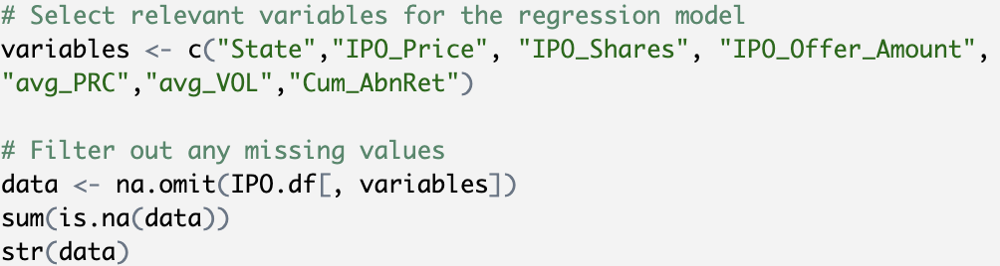 # Select relevant variables for the regression model
variables <- c("State","IPO_Price", "IPO_Shares", "IPO_Offer_Amount",
"avg_PRC","avg_VOL","Cum_AbnRet")

# Filter out any missing values
data <- na.omit(IPO.df[, variables])
sum(is.na(data))
str(data)